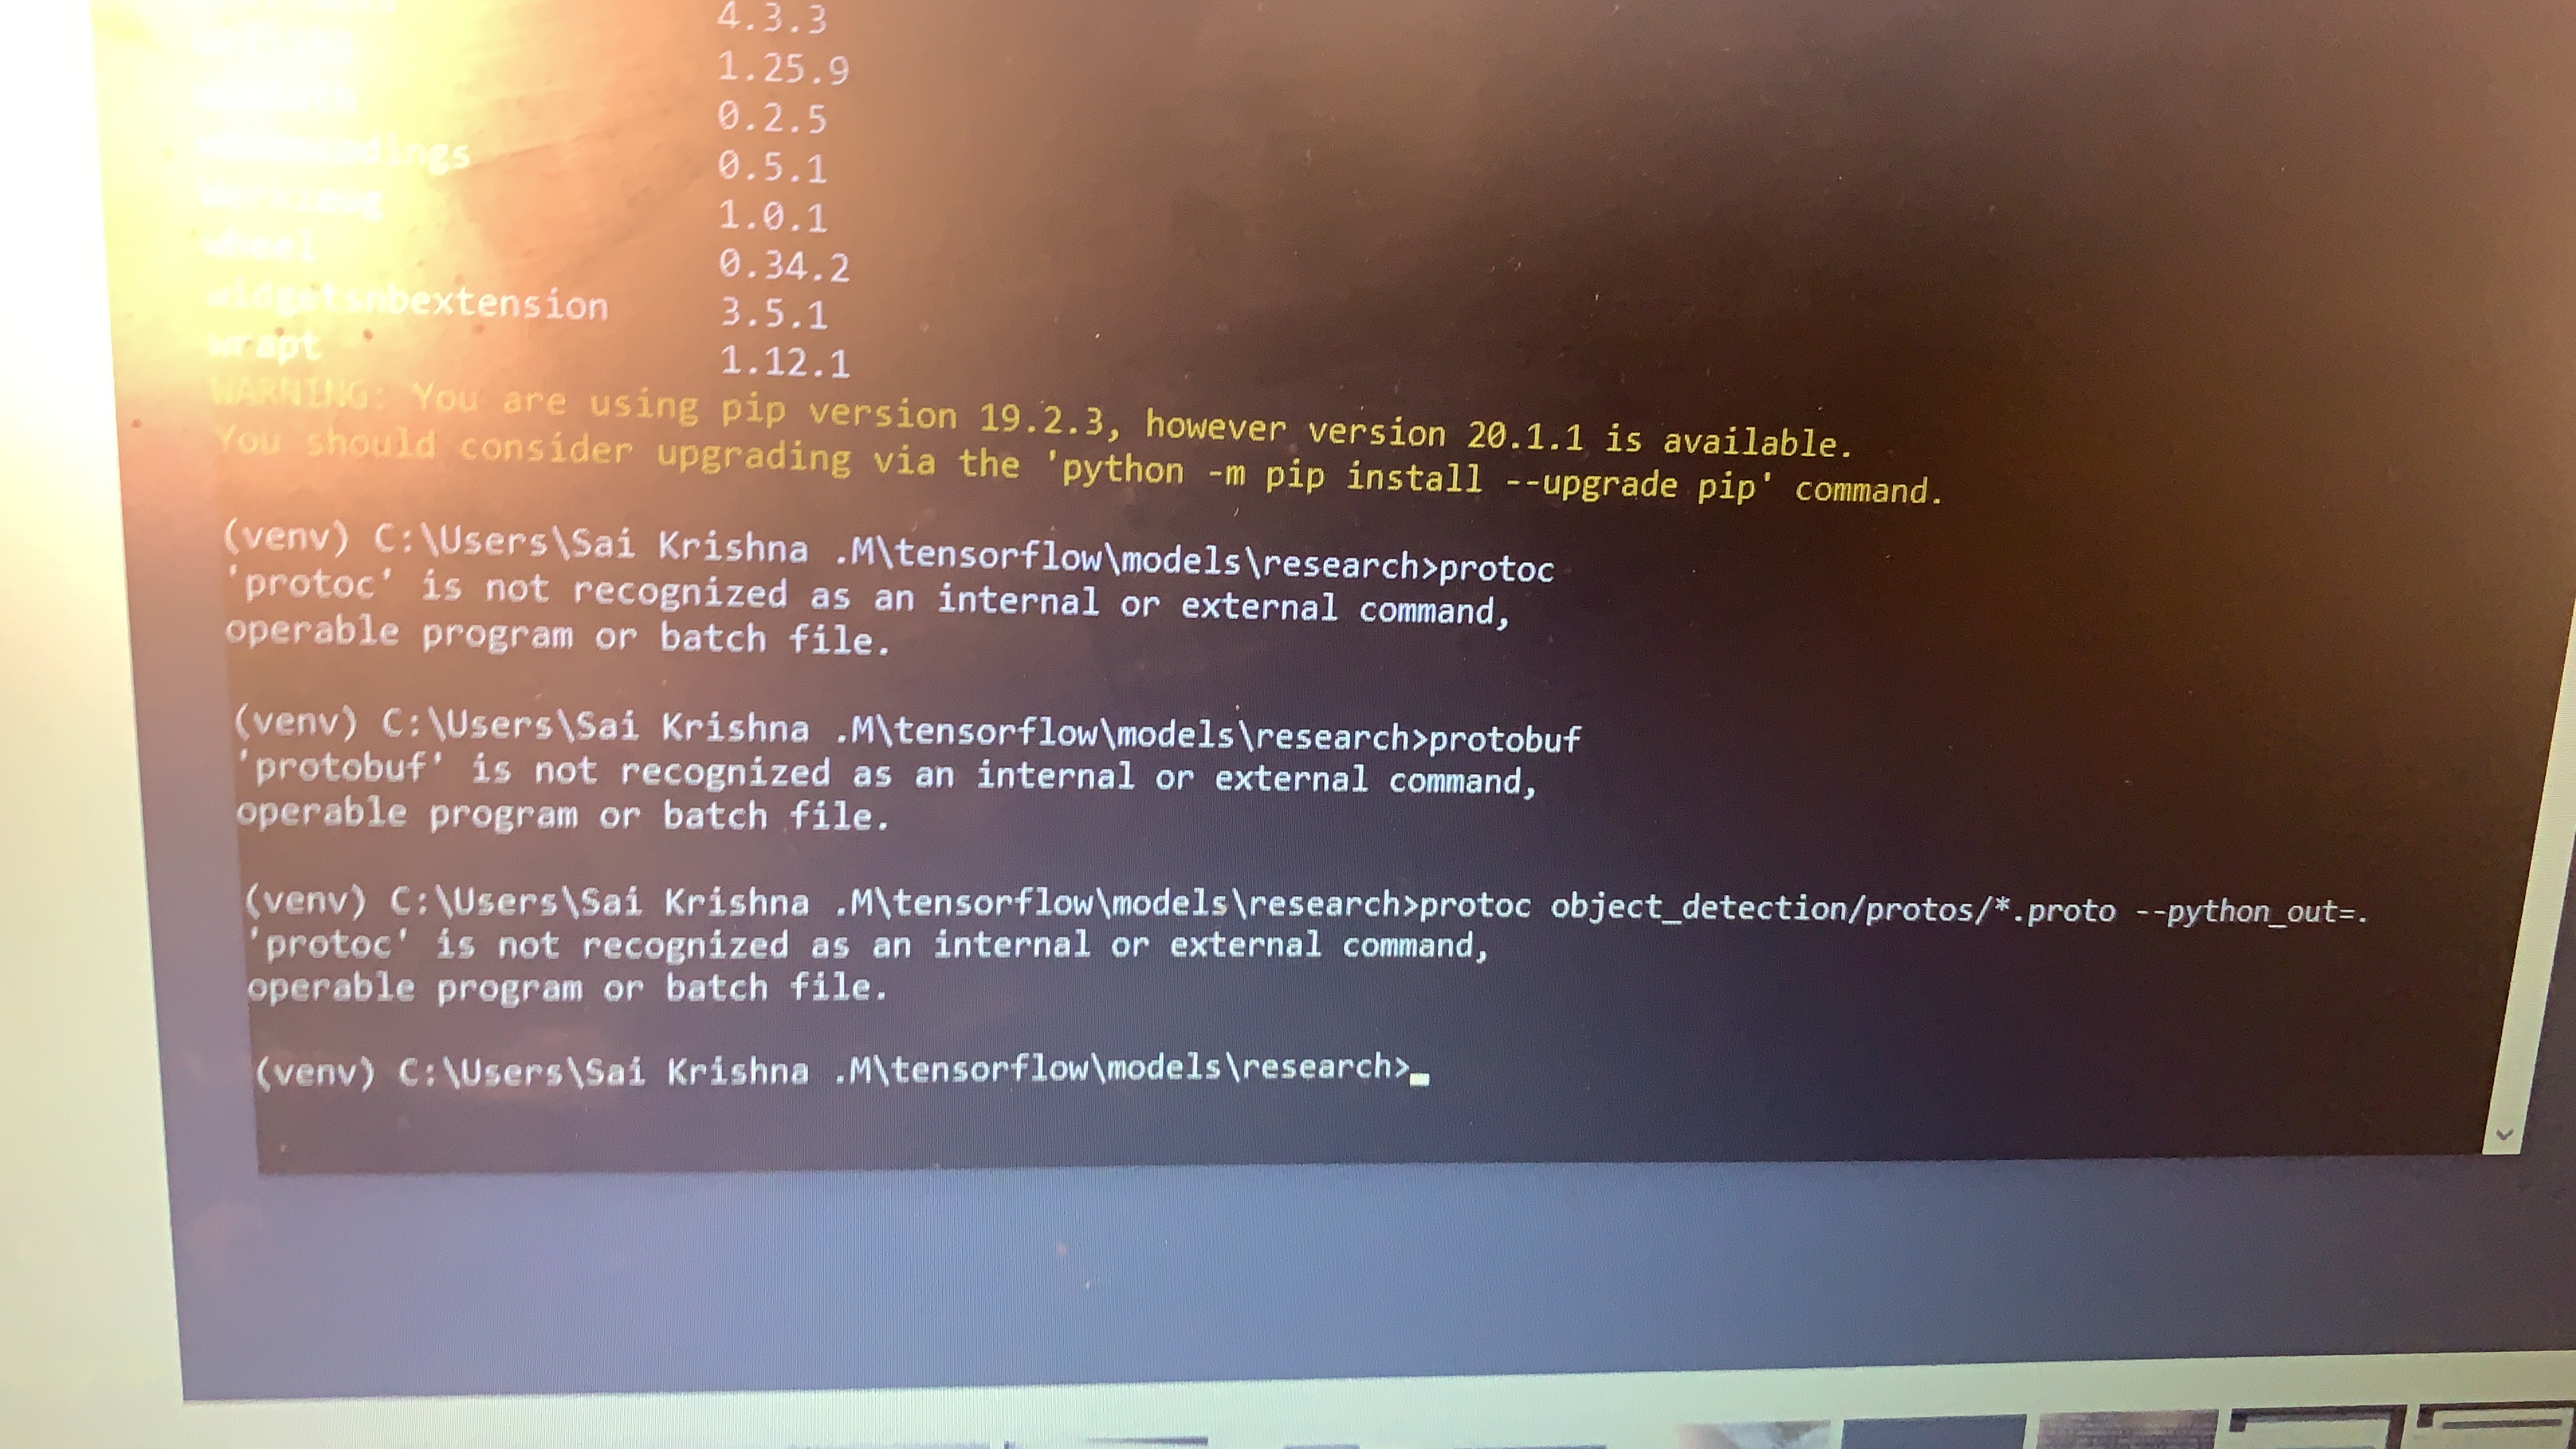 4.3.3
1.25.9
0.2.5
0.5.1
Werkzeug 1.0.1
wheel 0.34.2
widgetsnbextension 3.5.1
wrapt 1.12.1
WARNING: You are using pip version 19.2.3, however version 20.1.1 is available.
You should consider upgrading via the 'python -m pip install --upgrade pip' command.
(venv) C:\Users\Sai Krishna .M\tensorflow\models\research>protoc
'protoc' is not recognized as an internal or external command,
operable program or batch file.
(venv) C:\Users\Sai Krishna .M\tensorflow\models\research>protobuf
'protobuf' is not recognized as an internal or external command,
operable program or batch file.
(venv) C:\Users\Sai Krishna .M\tensorflow\models\research>protoc object_detection/protos/*.proto --python_out=.
'protoc' is not recognized as an internal or external command,
operable program or batch file.
(venv) C:\Users\Sai Krishna .M\tensorflow\models\research>